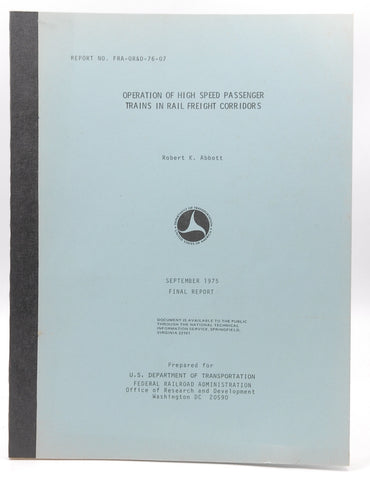 REPORT NO. FRA-OR&D-76-07
OPERATION OF HIGH SPEED PASSENGER
TRAINS IN RAIL FREIGHT CORRIDORS
Robert K. Abbott
SEPTEMBER 1975
FINAL REPORT
DOCUMENT IS AVAILABLE TO THE PUBLIC
THROUGH THE NATIONAL TECHNICAL
INFORMATION SERVICE, SPRINGFIELD,
VIRGINIA 22161
Prepared for
U.S. DEPARTMENT OF TRANSPORTATION
FEDERAL RAILROAD ADMINISTRATION
Office of Research and Development
Washington DC 20590